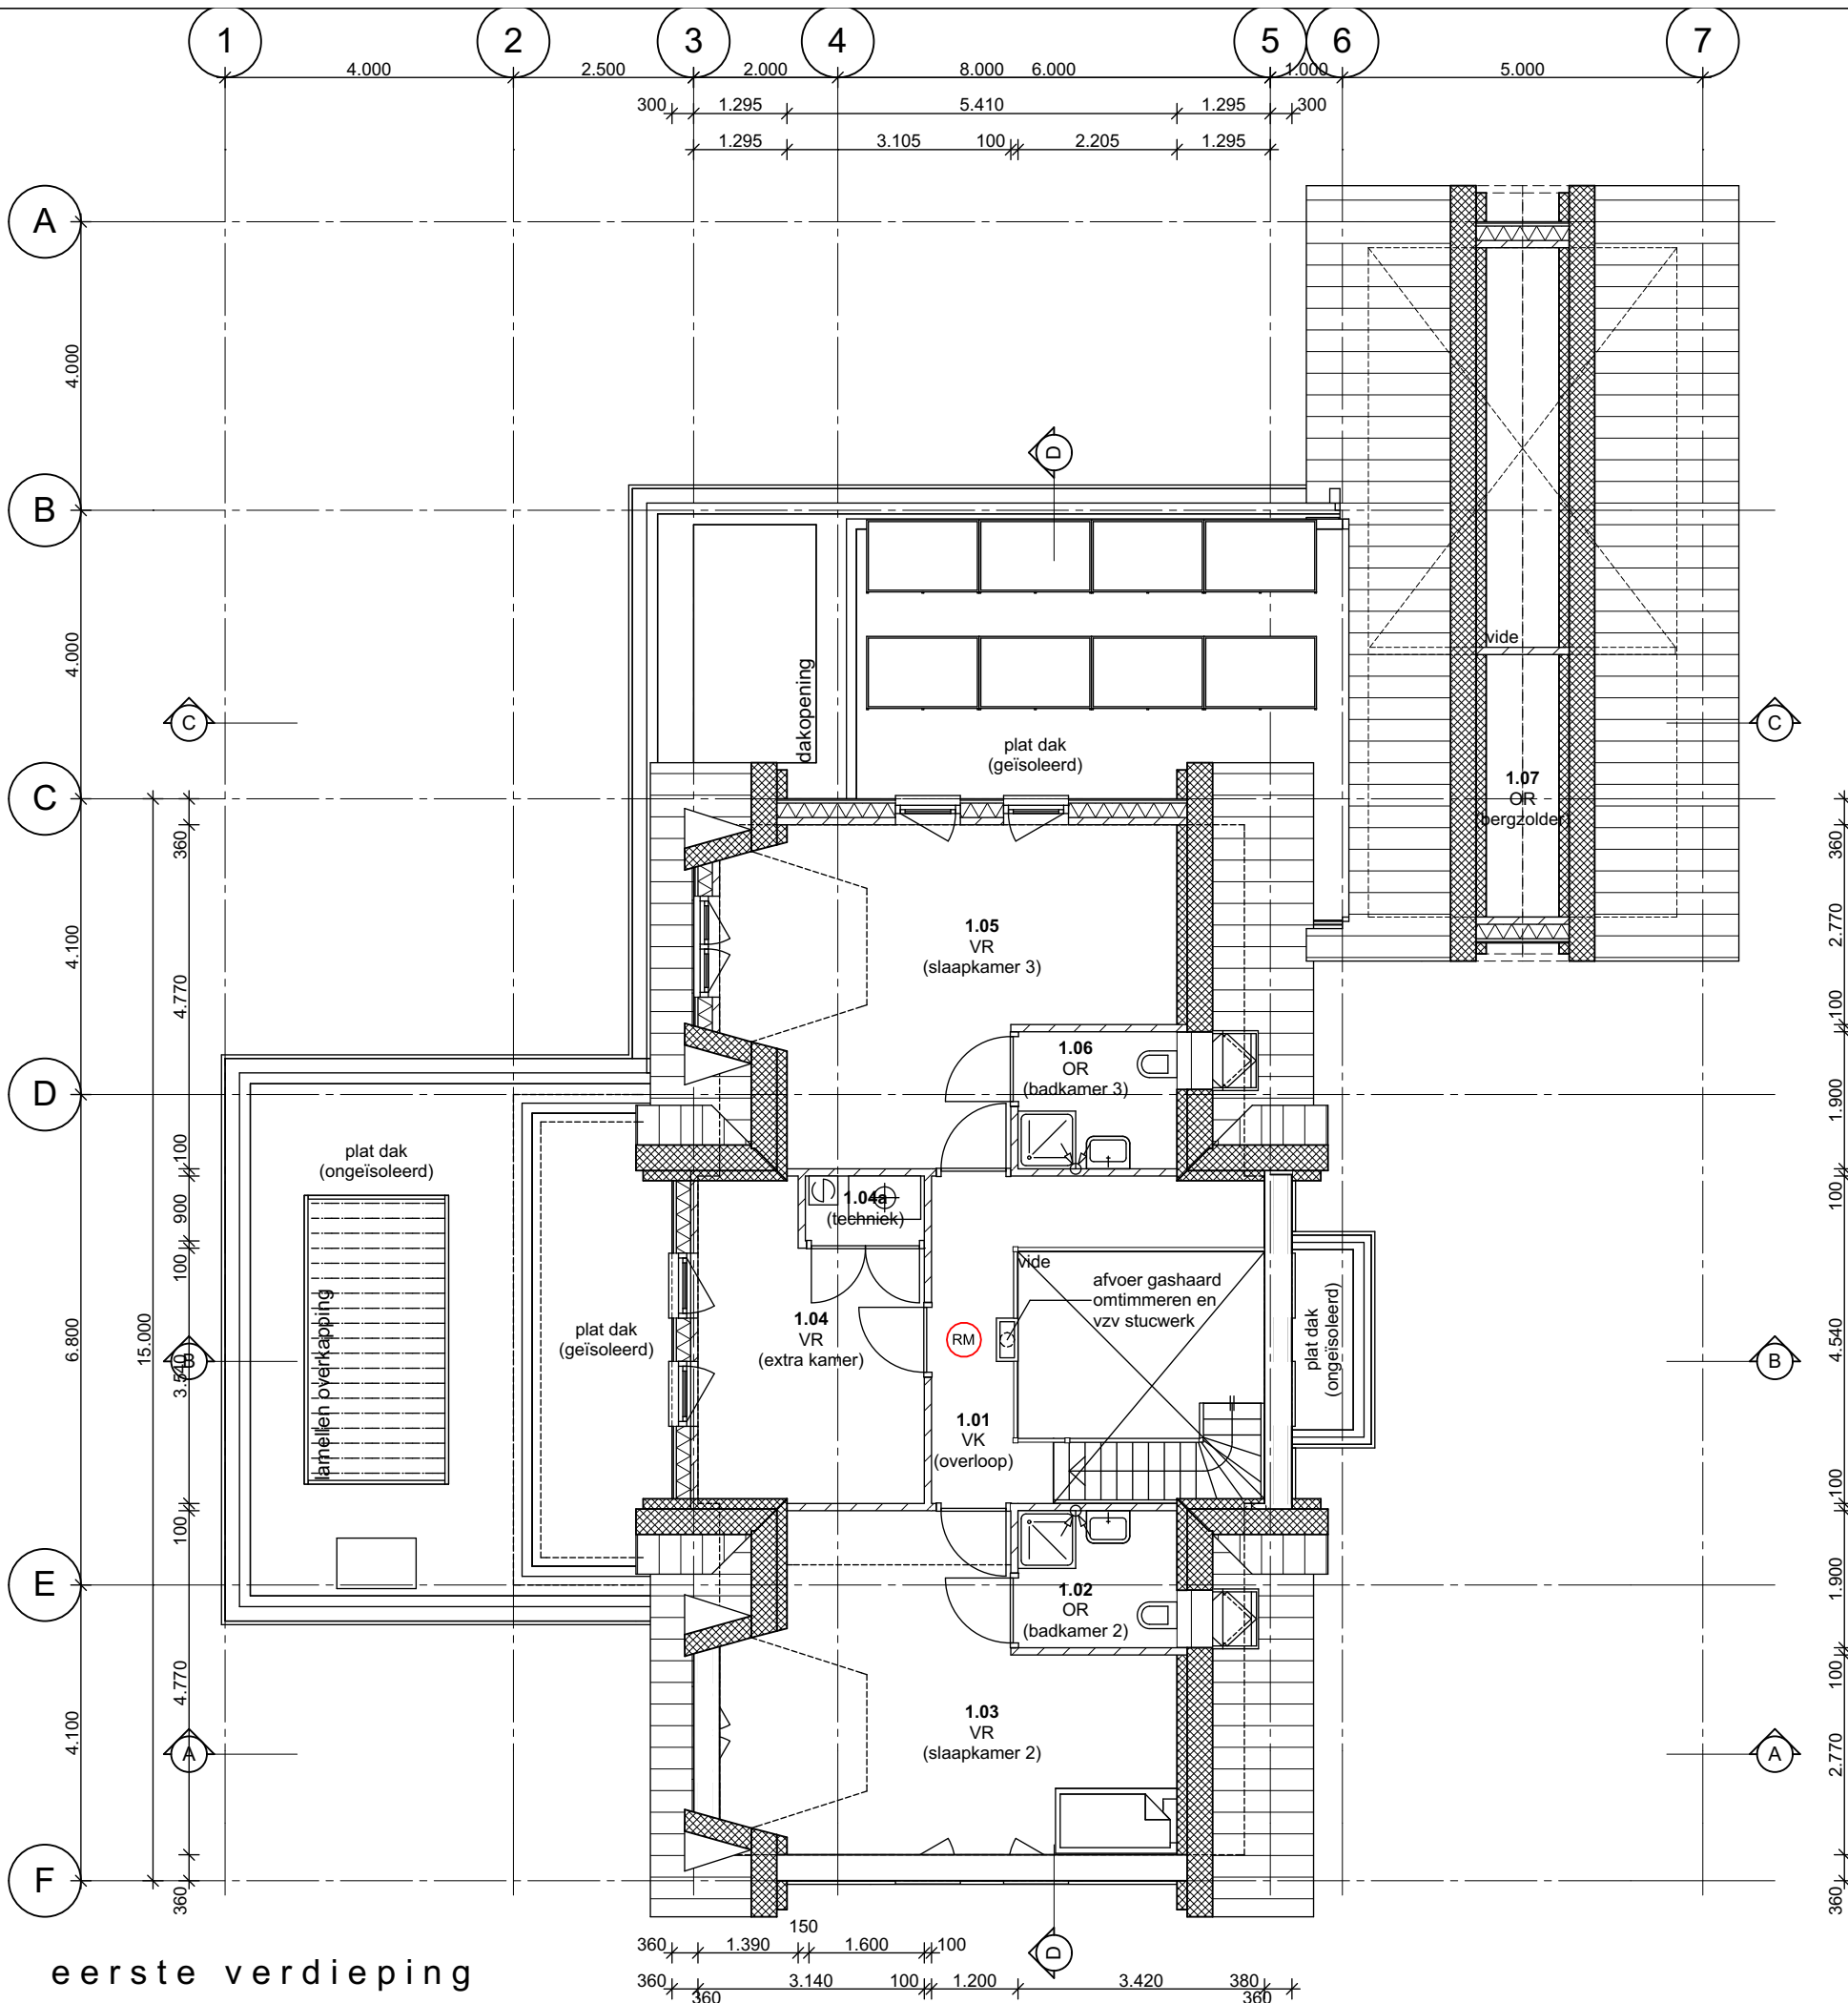 1 2 3 4 5 6 7
4.000 2.500 2.000 8.000 6.000 1.000 5.000
300 1.295 5.410 1.295 300
1.295 3.105 100 2.205 1.295
A
4.000
D
B
4.000
vide
dakopening
C
C
plat dak
(geïsoleerd)
1.07
OR
bergzolder
C
360
360
4.100
4.770
1.05
VR
(slaapkamer 3)
2.770
100
1.06
OR
(badkamer 3)
D
1.900
100
plat dak
(ongeïsoleerd)
900
1.04a
(techniek)
100
100
vide
afvoer gashaard
omtimmeren en
vzv stucwerk
lamellen overkapping
plat dak
(geïsoleerd)
1.04
VR
(extra kamer)
RM
plat dak
(ongeïsoleerd)
6.800
15.000
3.540
4.540
B
B
1.01
VK
(overloop)
100
100
E
1.02
OR
(badkamer 2)
1.900
100
4.100
4.770
1.03
VR
(slaapkamer 2)
2.770
A
A
F
360
360
150
360 1.390 1.600 100
D
eerste verdieping
360 3.140 100 1.200 3.420 380
360 360